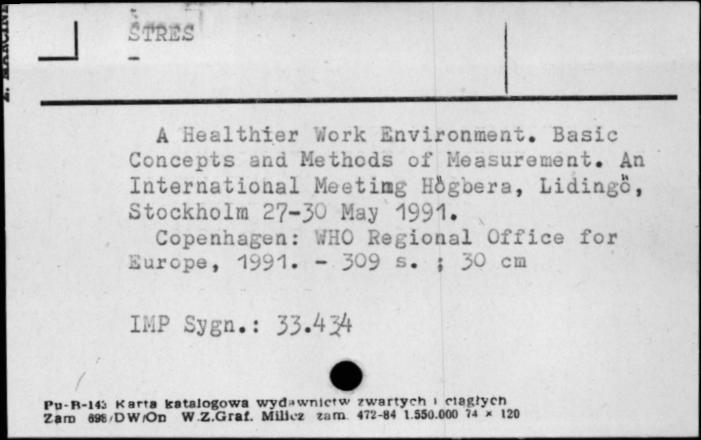 STRES
A Healthier Work Environment. Basic
Concepts and Methods of Measurement. An
International Meeting Högbera, Lidingö,
Stockholm 27-30 May 1991.
Copenhagen: WHO Regional Office for
Europe, 1991. - 309 s. ; 30 cm
IMP Sygn.: 33.434
Pu-B-143 Karta katalogowa wydawnictw zwartych i ciągłych
Zam 698/DW/On W.Z.Graf. Milicz zam. 472-84 1.550.000 74 × 120